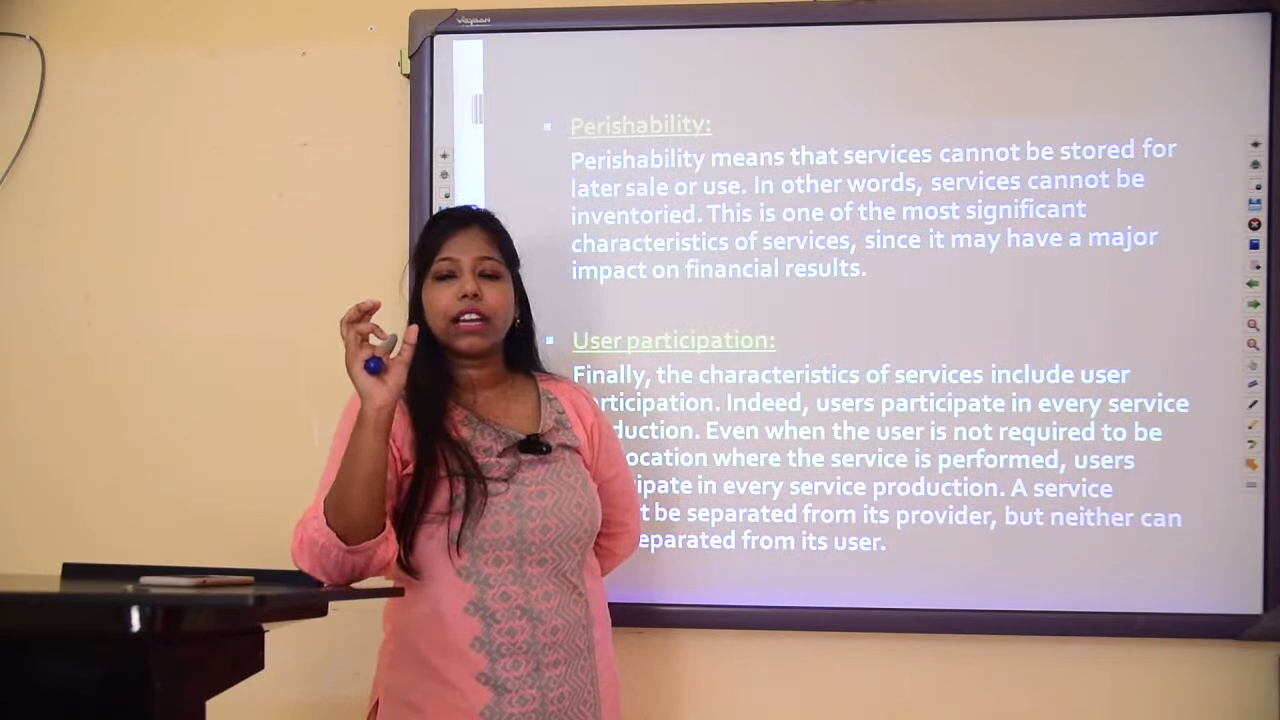 Perishability:
Perishability means that services cannot be stored for
later sale or use. In other words, services cannot be
inventoried. This is one of the most significant
characteristics of services, since it may have a major
impact on financial results.
User participation:
Finally, the characteristics of services include user
rticipation. Indeed, users participate in every service
duction. Even when the user is not required to be
ocation where the service is performed, users
ipate in every service production. A service
t be separated from its provider, but neither can
eparated from its user.